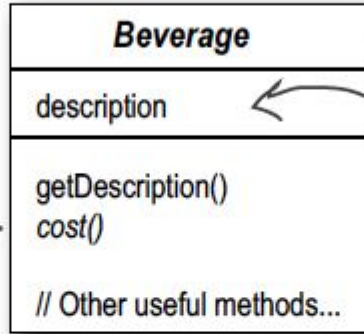 Beverage
description
getDescription()
cost()
// Other useful methods...